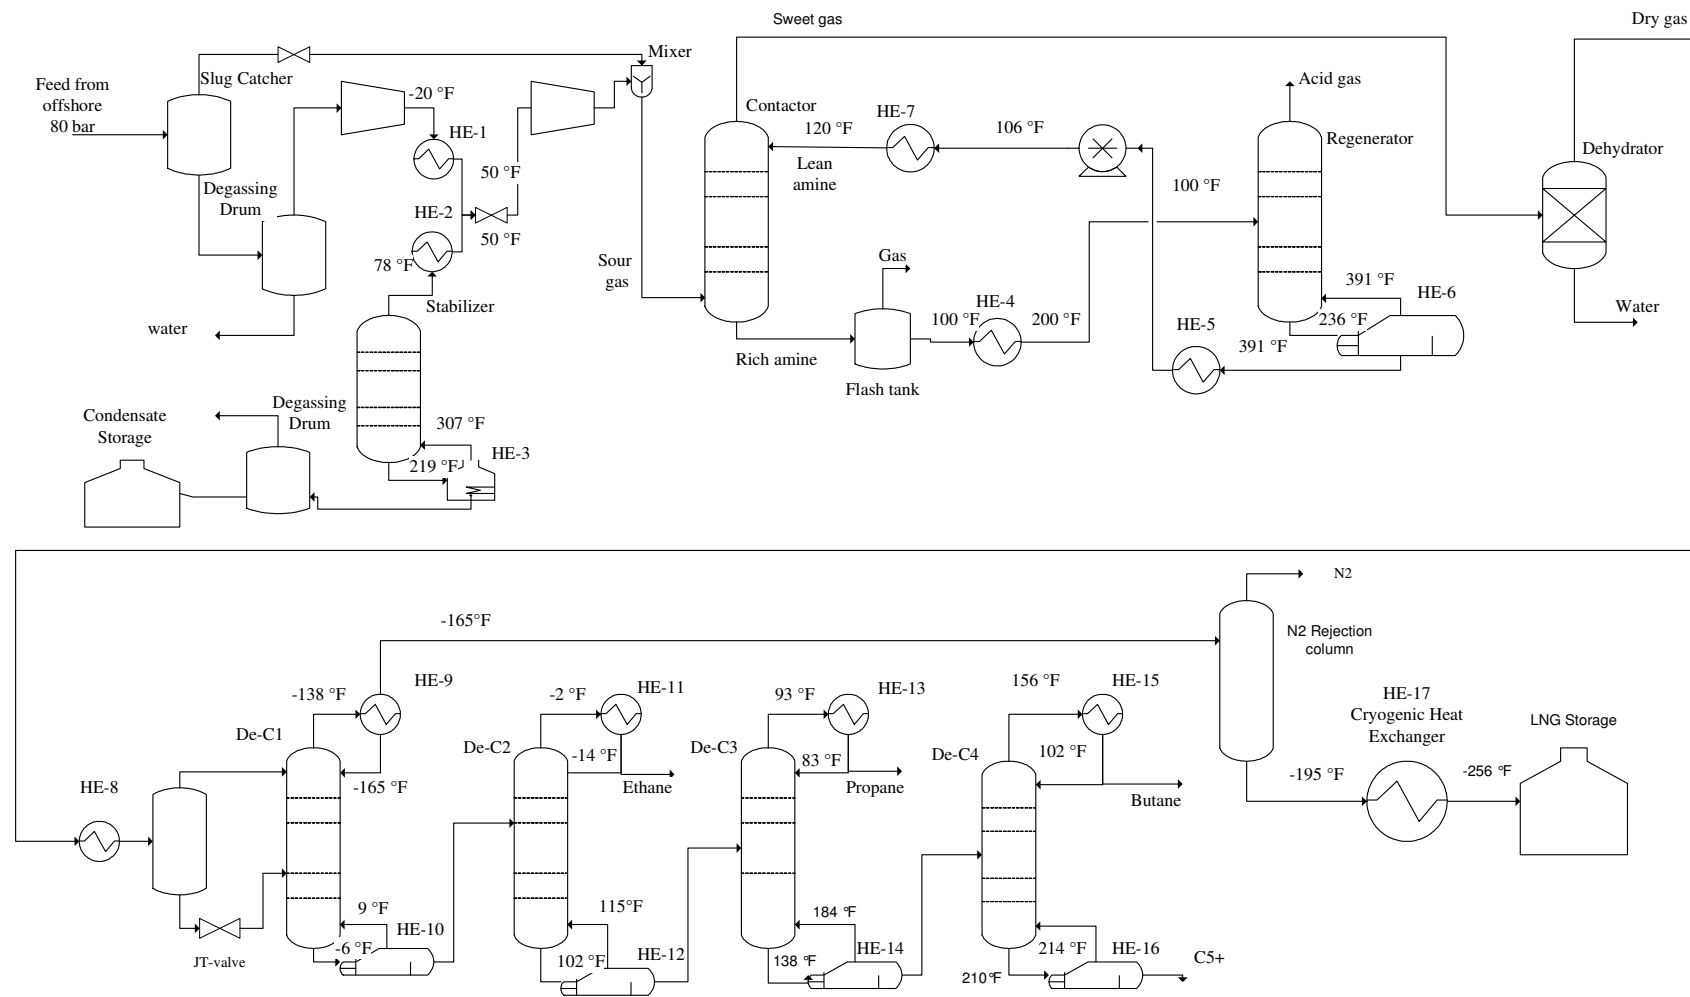 Sweet gas
Dry gas
Mixer
Slug Catcher
Feed from
offshore
80 bar
-20 °F
HE-1
Acid gas
Contactor
HE-7
120 °F
106 °F
Regenerator
Dehydrator
Lean
amine
50 °F
100 °F
Degassing
Drum
HE-2
50 °F
78 °F
Sour
gas
Gas
391 °F
HE-6
Stabilizer
HE-4
100 °F
200 °F
236 °F
Water
water
HE-5
391 °F
Rich amine
Flash tank
Condensate
Storage
Degassing
Drum
307 °F
HE-3
219 °F
N2
-165°F
N2 Rejection
column
-138 °F
HE-9
-2 °F
HE-11
93 °F
HE-13
156 °F
HE-15
HE-17
Cryogenic Heat
Exchanger
LNG Storage
De-C1
De-C2
De-C3
De-C4
-14 °F
83 °F
102 °F
-165 °F
Ethane
Propane
Butane
-195 °F
-256 °F
HE-8
9 °F
HE-10
115°F
184 °F
-6 °F
HE-12
HE-14
214 °F
HE-16
JT-valve
102 °F
138 °F
210°F
C5+